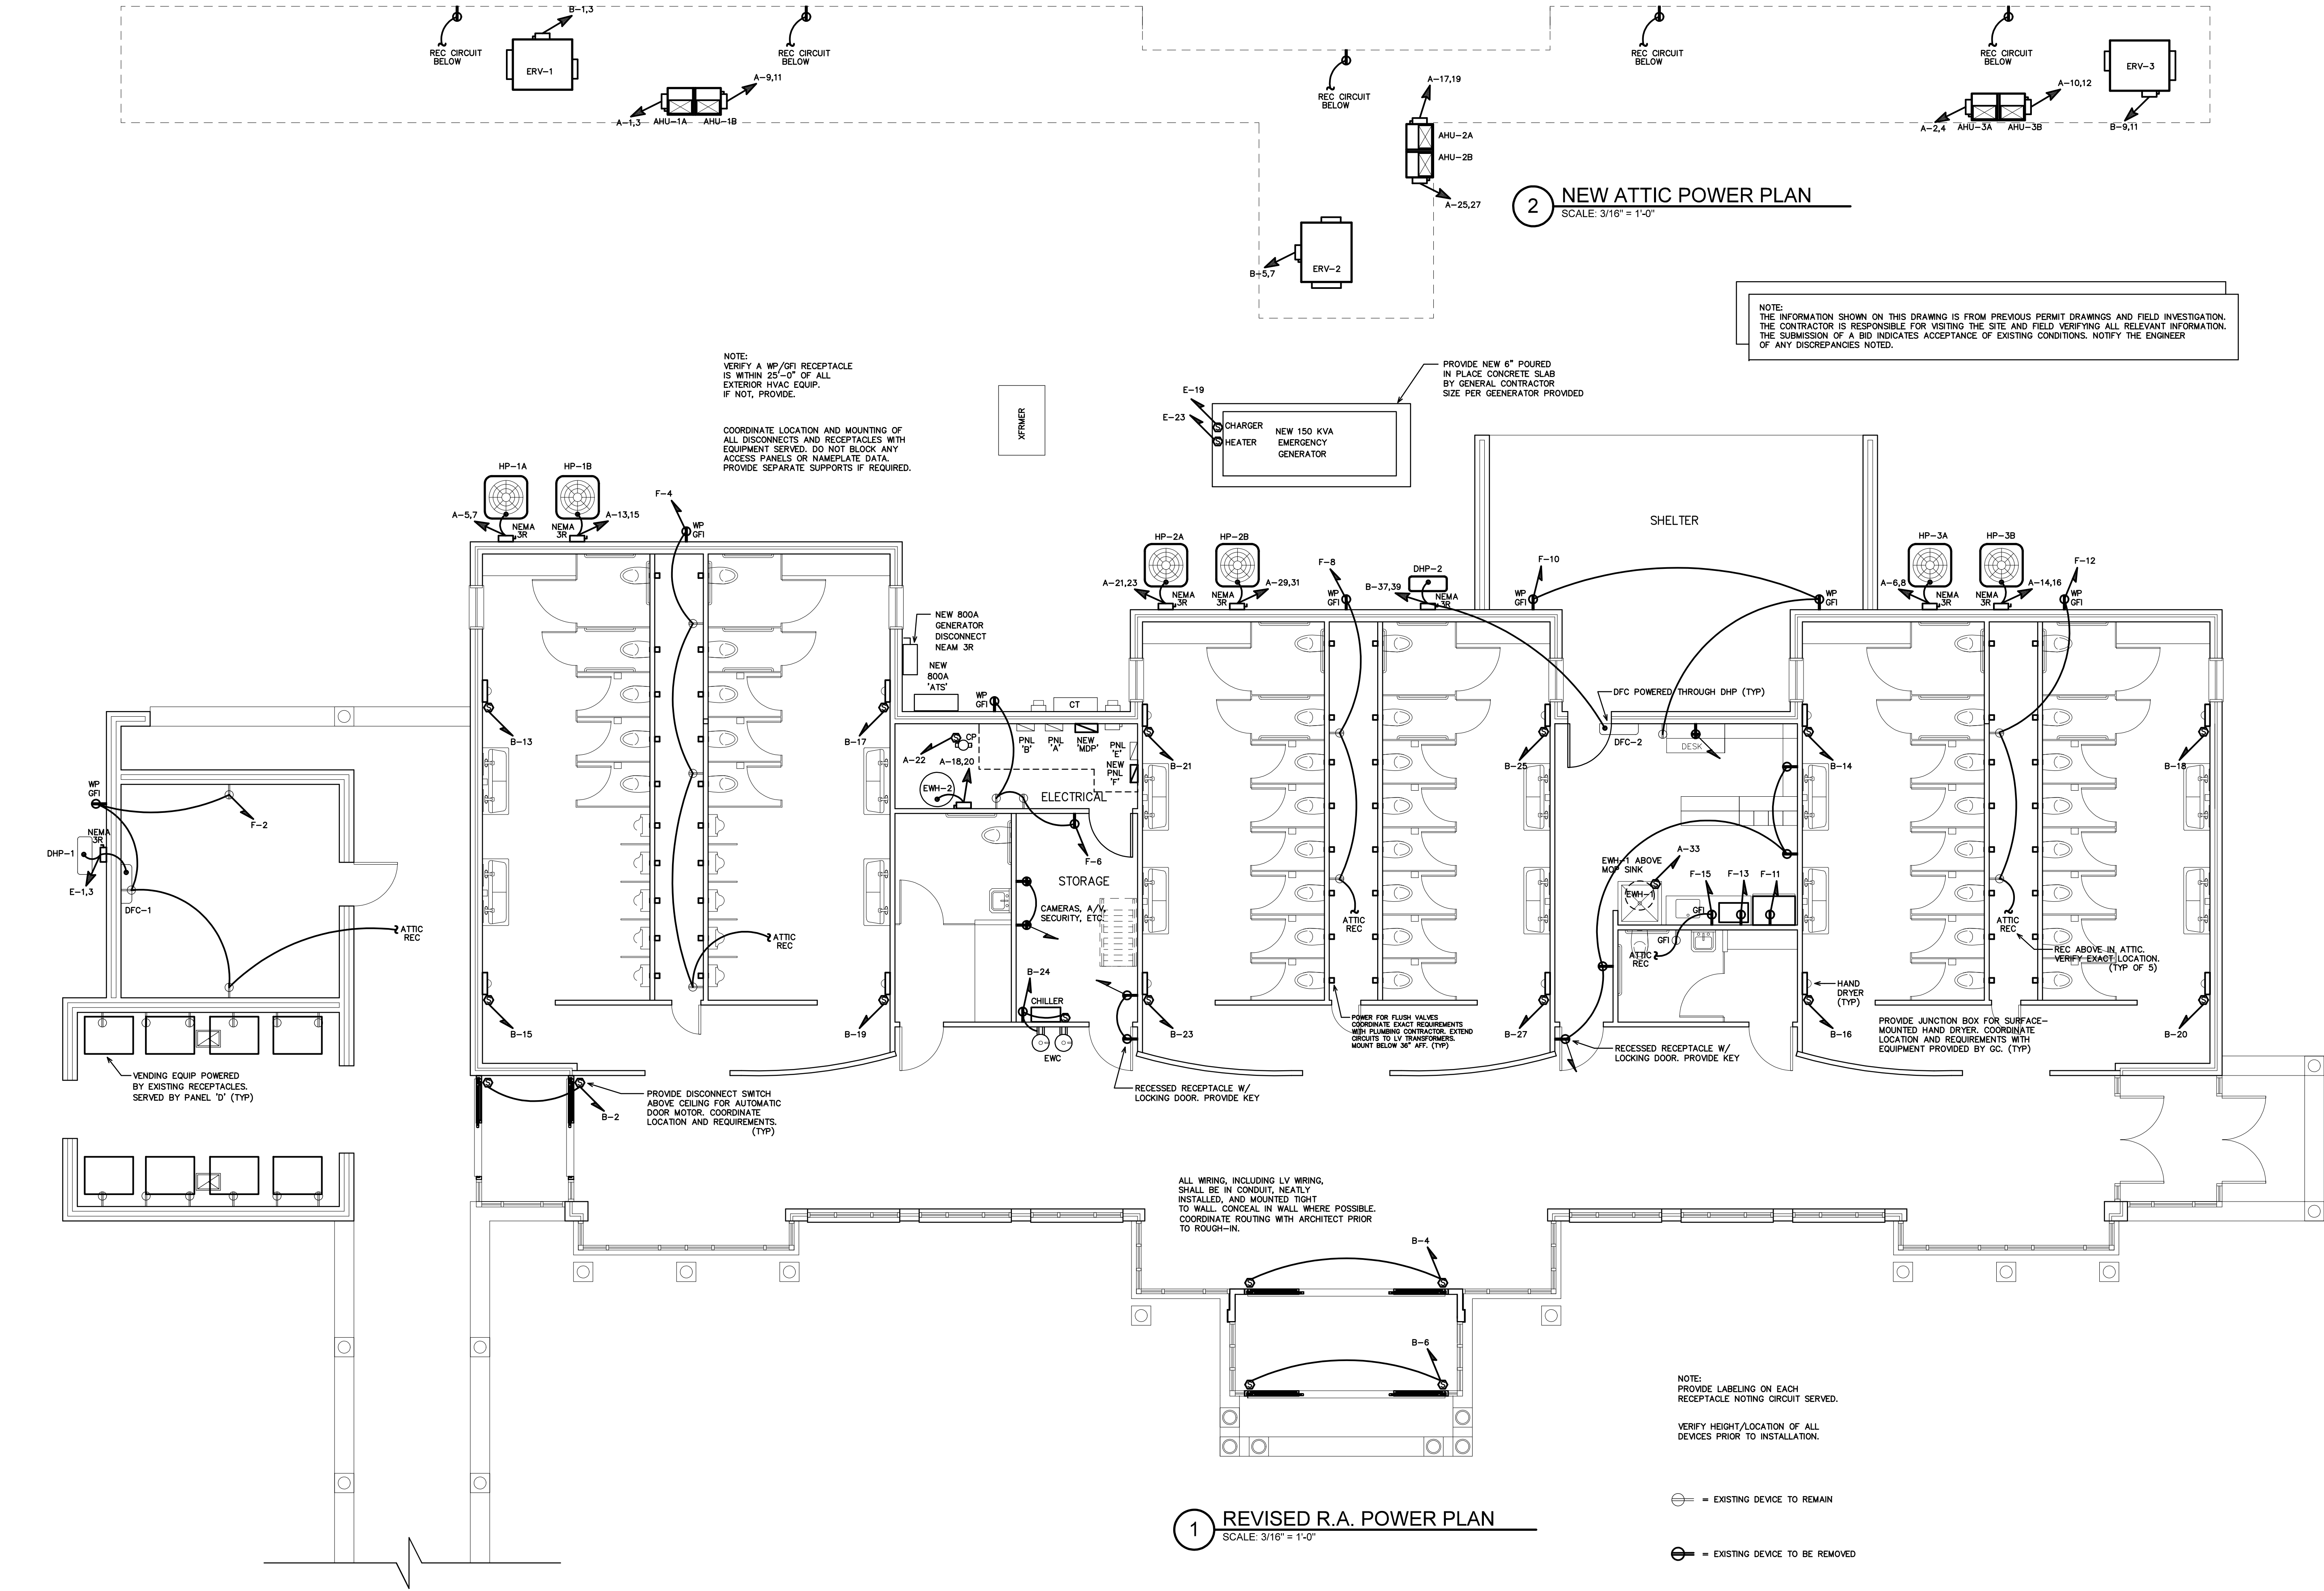 B-1,3
REC CIRCUIT
BELOW
ERV-1
REC CIRCUIT
BELOW
A-9,11
A-1,3
AHU-1A
AHU-1B
REC CIRCUIT
BELOW
A-17,19
AHU-2A
AHU-2B
A-25,27
B-5,7
ERV-2
REC CIRCUIT
BELOW
REC CIRCUIT
BELOW
ERV-3
A-10,12
A-2,4
AHU-3A
AHU-3B
B-9,11
2
NEW ATTIC POWER PLAN
SCALE: 3/16" = 1'-0"
NOTE:
THE INFORMATION SHOWN ON THIS DRAWING IS FROM PREVIOUS PERMIT DRAWINGS AND FIELD INVESTIGATION.
THE CONTRACTOR IS RESPONSIBLE FOR VISITING THE SITE AND FIELD VERIFYING ALL RELEVANT INFORMATION.
THE SUBMISSION OF A BID INDICATES ACCEPTANCE OF EXISTING CONDITIONS. NOTIFY THE ENGINEER
OF ANY DISCREPANCIES NOTED.
NOTE:
VERIFY A WP/GFI RECEPTACLE
IS WITHIN 25'-0" OF ALL
EXTERIOR HVAC EQUIP.
IF NOT, PROVIDE.
COORDINATE LOCATION AND MOUNTING OF
ALL DISCONNECTS AND RECEPTACLES WITH
EQUIPMENT SERVED. DO NOT BLOCK ANY
ACCESS PANELS OR NAMEPLATE DATA.
PROVIDE SEPARATE SUPPORTS IF REQUIRED.
XFRMER
E-19
E-23
CHARGER
HEATER
NEW 150 KVA
EMERGENCY
GENERATOR
PROVIDE NEW 6" POURED
IN PLACE CONCRETE SLAB
BY GENERAL CONTRACTOR
SIZE PER GEENERATOR PROVIDED
SHELTER
HP-1A
HP-1B
A-5,7
NEMA
3R
NEMA
3R
A-13,15
F-4
WP
GFI
HP-2A
HP-2B
A-21,23
NEMA
3R
NEMA
3R
A-29,31
F-8
WP
GFI
DHP-2
B-37,39
NEMA
3R
F-10
WP
GFI
WP
GFI
HP-3A
HP-3B
A-6,8
NEMA
3R
NEMA
3R
A-14,16
F-12
WP
GFI
NEW 800A
GENERATOR
DISCONNECT
NEAM 3R
NEW
800A
'ATS'
WP
GFI
CT
PNL
'B'
PNL
'A'
NEW
'MDP'
PNL
'E'
NEW
PNL
'F'
CP
A-22
A-18,20
EWH-2
ELECTRICAL
F-6
STORAGE
CAMERAS, A/V,
SECURITY, ETC.
B-24
CHILLER
EWC
B-13
B-17
B-15
B-19
ATTIC
REC
B-21
B-25
B-23
B-27
ATTIC
REC
DFC POWERED THROUGH DHP (TYP)
DFC-2
DESK
B-14
B-18
EWH-1 ABOVE
MOP SINK
A-33
EWH-1
F-15
F-13
F-11
GFI
GFI
ATTIC
REC
HAND
DRYER
(TYP)
B-16
B-20
ATTIC
REC
REC ABOVE IN ATTIC.
VERIFY EXACT LOCATION.
(TYP OF 5)
PROVIDE JUNCTION BOX FOR SURFACE-
MOUNTED HAND DRYER. COORDINATE
LOCATION AND REQUIREMENTS WITH
EQUIPMENT PROVIDED BY GC. (TYP)
POWER FOR FLUSH VALVES
COORDINATE EXACT REQUIREMENTS
WITH PLUMBING CONTRACTOR. EXTEND
CIRCUITS TO LV TRANSFORMERS.
MOUNT BELOW 36" AFF. (TYP)
RECESSED RECEPTACLE W/
LOCKING DOOR. PROVIDE KEY
RECESSED RECEPTACLE W/
LOCKING DOOR. PROVIDE KEY
WP
GFI
NEMA
3R
DHP-1
E-1,3
DFC-1
F-2
ATTIC
REC
VENDING EQUIP POWERED
BY EXISTING RECEPTACLES.
SERVED BY PANEL 'D' (TYP)
B-2
PROVIDE DISCONNECT SWITCH
ABOVE CEILING FOR AUTOMATIC
DOOR MOTOR. COORDINATE
LOCATION AND REQUIREMENTS.
(TYP)
ALL WIRING, INCLUDING LV WIRING,
SHALL BE IN CONDUIT, NEATLY
INSTALLED, AND MOUNTED TIGHT
TO WALL. CONCEAL IN WALL WHERE POSSIBLE.
COORDINATE ROUTING WITH ARCHITECT PRIOR
TO ROUGH-IN.
B-4
B-6
NOTE:
PROVIDE LABELING ON EACH
RECEPTACLE NOTING CIRCUIT SERVED.
VERIFY HEIGHT/LOCATION OF ALL
DEVICES PRIOR TO INSTALLATION.
= EXISTING DEVICE TO REMAIN
= EXISTING DEVICE TO BE REMOVED
1
REVISED R.A. POWER PLAN
SCALE: 3/16" = 1'-0"